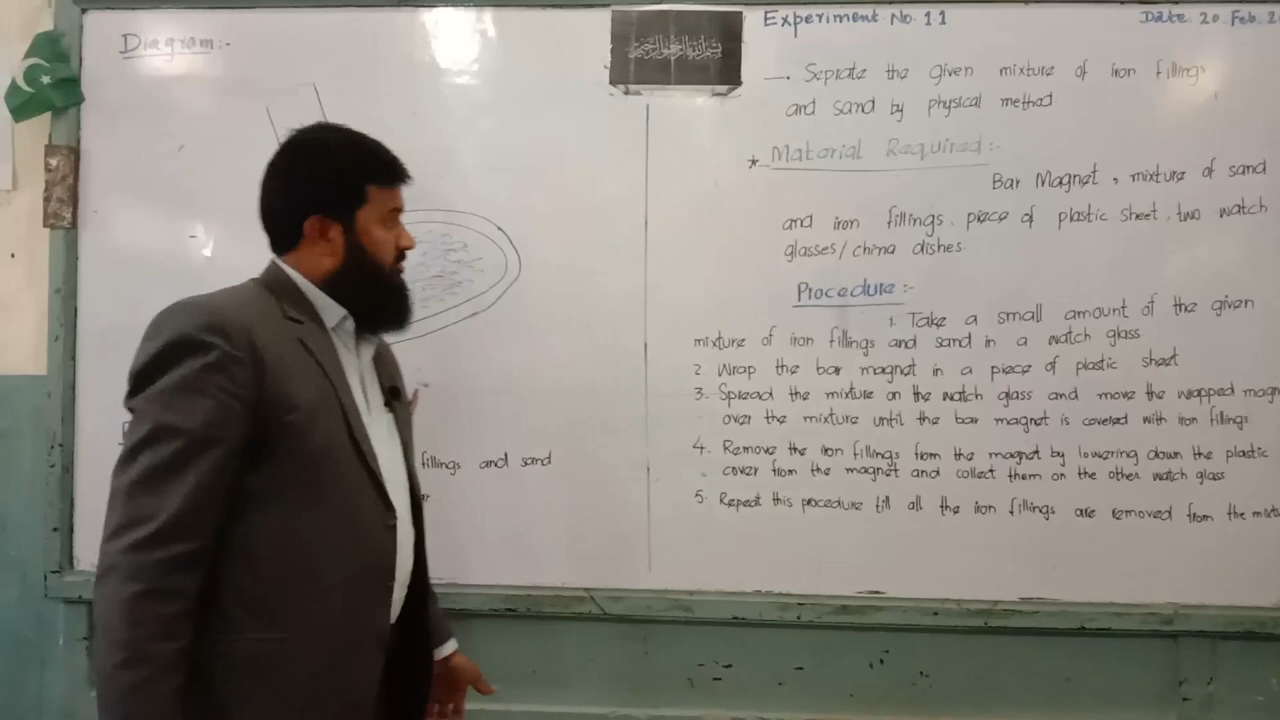 Diagram:-
بسم الله الرحمن الرحيم
Experiment No. 1.1
Date. 20. Feb. 2
Seprate the given mixture of iron fillings
and sand by physical method
* Material Required:-
Bar Magnet, mixture of sand
and iron fillings. piece of plastic sheet, two watch
glasses/china dishes.
Procedure:-
1. Take a small amount of the given
mixture of iron fillings and sand in a watch glass
2 Wrap the bar magnet in a piece of plastic sheet
3. Spread the mixture on the watch glass and move the wrapped magn
over the mixture until the bar magnet is covered with iron fillings
4. Remove the iron fillings from the magnet by lowering down the plastic
cover from the magnet and collect them on the other watch glass
5. Repeat this procedure till all the iron fillings are removed from the mixtu
fillings and sand